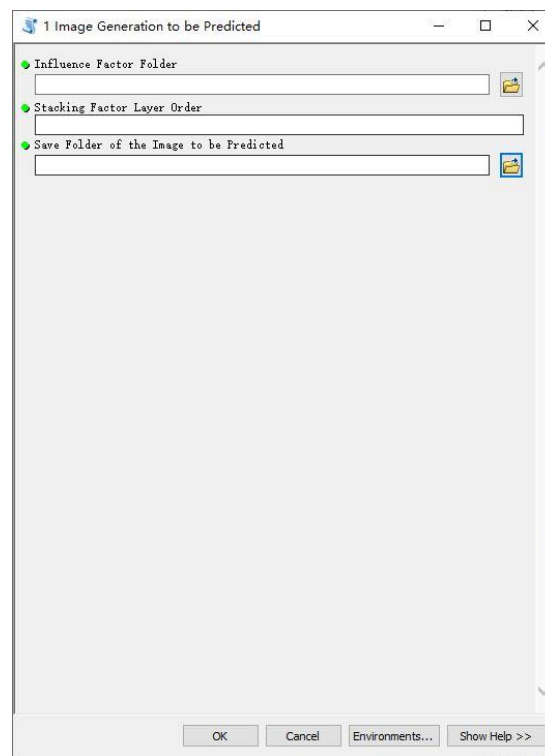 1 Image Generation to be Predicted
Influence Factor Folder
Stacking Factor Layer Order
Save Folder of the Image to be Predicted
OK Cancel Environments... Show Help >>